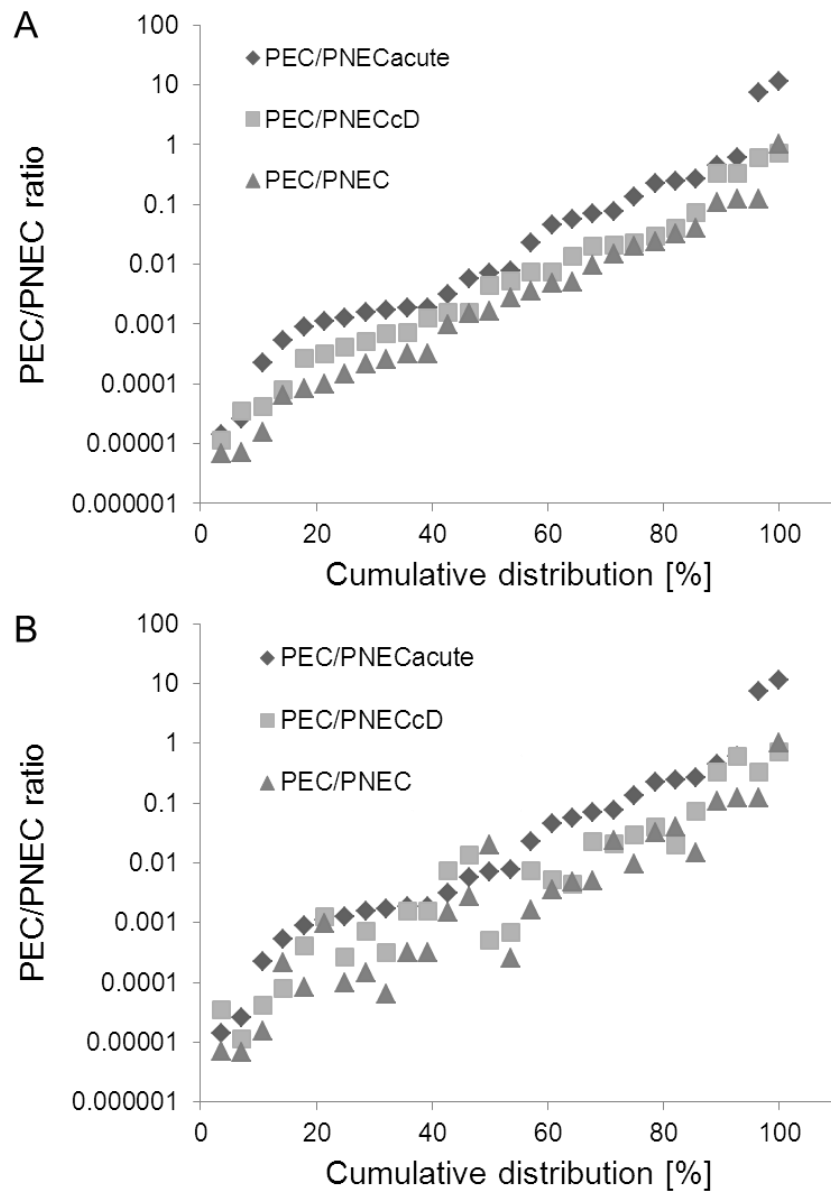 A
PEC/PNEC ratio
100
10
1
0.1
0.01
0.001
0.0001
0.00001
0.000001
PEC/PNECacute
PEC/PNECcD
PEC/PNEC
0 20 40 60 80 100
Cumulative distribution [%]
B
PEC/PNEC ratio
100
10
1
0.1
0.01
0.001
0.0001
0.00001
0.000001
PEC/PNECacute
PEC/PNECcD
PEC/PNEC
0 20 40 60 80 100
Cumulative distribution [%]